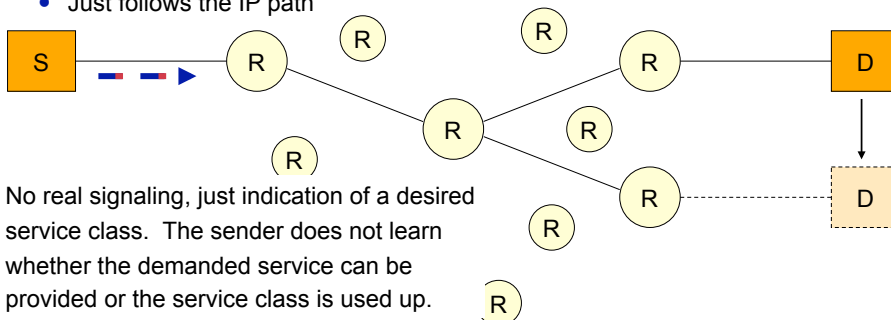 • Just follows the IP path
R
R
S
R
R
D
R
R
R
No real signaling, just indication of a desired
service class. The sender does not learn
whether the demanded service can be
provided or the service class is used up.
R
D
R
R